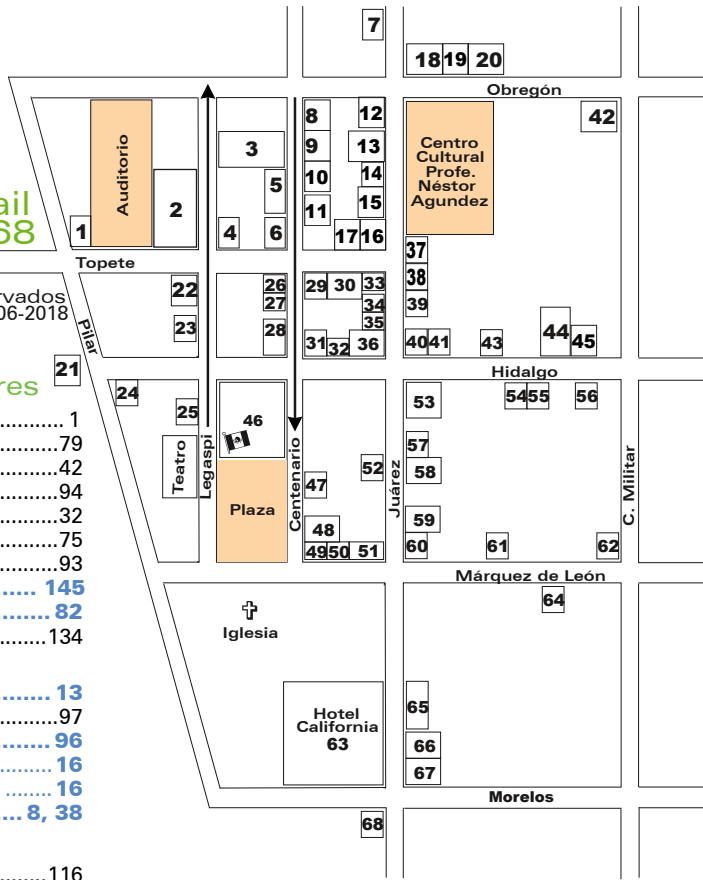 7
18 19 20
Obregón
8
12
42
9
13
3
Auditorio
Centro
Cultural
Profe.
Néstor
Agundez
10
14
5
2
15
11
ail
68
1
4
6
17 16
37
Topete
38
22
26
29 30 33
rvados
06-2018
27
34
39
23
28
35
Pilar
31 32 36
40 41
43
44
45
21
Hidalgo
res
24
53
54 55
56
25
46
............ 1
Legaspi
Centenario
Juárez
C. Militar
Teatro
57
............79
52
58
............42
47
............94
Plaza
............32
48
59
............75
49 50 51
60
61
62
............93
Márquez de León
...... 145
64
........ 82
Iglesia
.........134
........ 13
65
Hotel
California
63
..........97
........ 96
66
......... 16
67
........ 16
Morelos
.... 8, 38
68
.........116